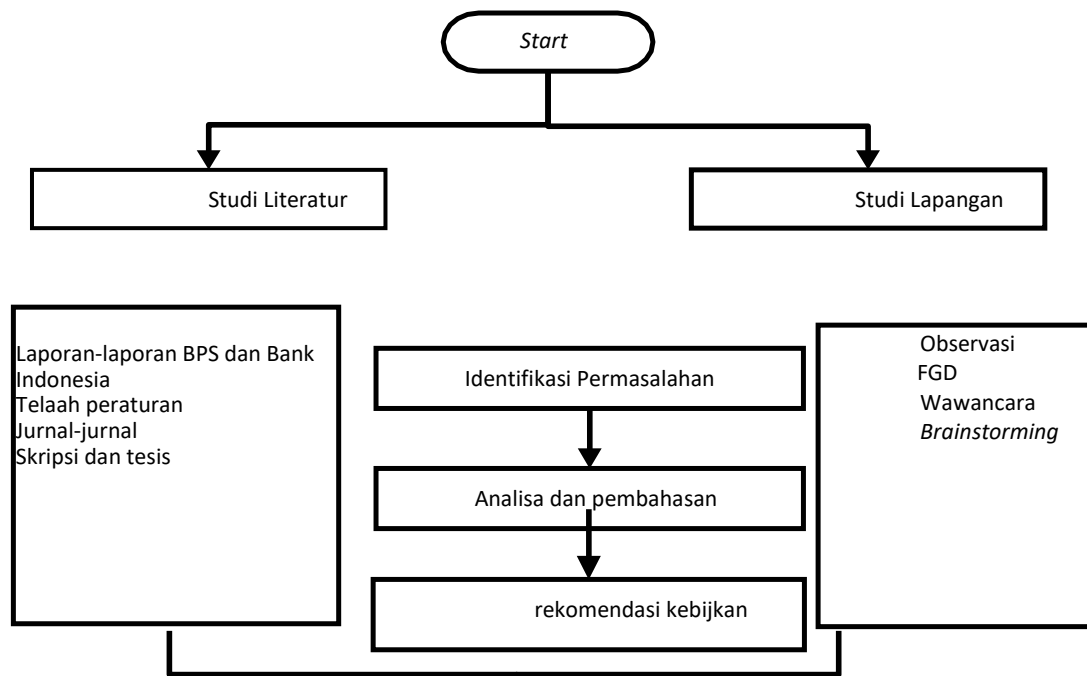 Start
Studi Literatur
Studi Lapangan
Laporan-laporan BPS dan Bank
Indonesia
Telaah peraturan
Jurnal-jurnal
Skripsi dan tesis
Identifikasi Permasalahan
Analisa dan pembahasan
rekomendasi kebijkan
Observasi
FGD
Wawancara
Brainstorming